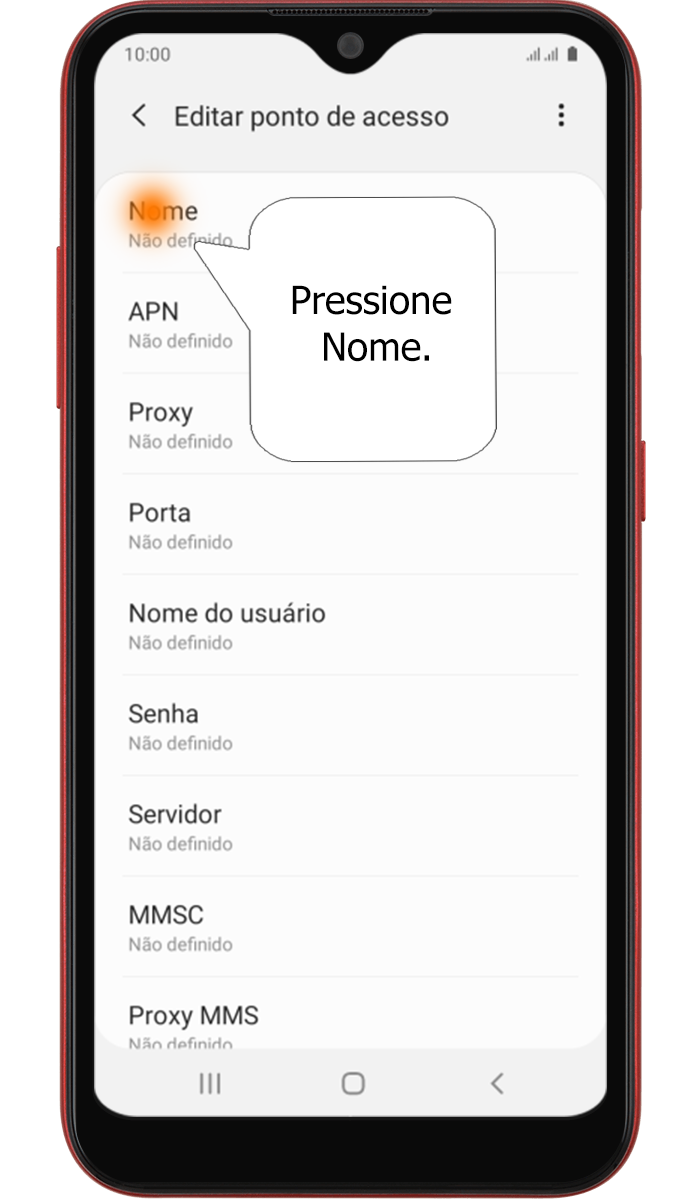 10:00
Editar ponto de acesso
Nome
Não definido
Pressione
Nome.
APN
Não definido
Proxy
Não definido
Porta
Não definido
Nome do usuário
Não definido
Senha
Não definido
Servidor
Não definido
MMSC
Não definido
Proxy MMS
Não definido